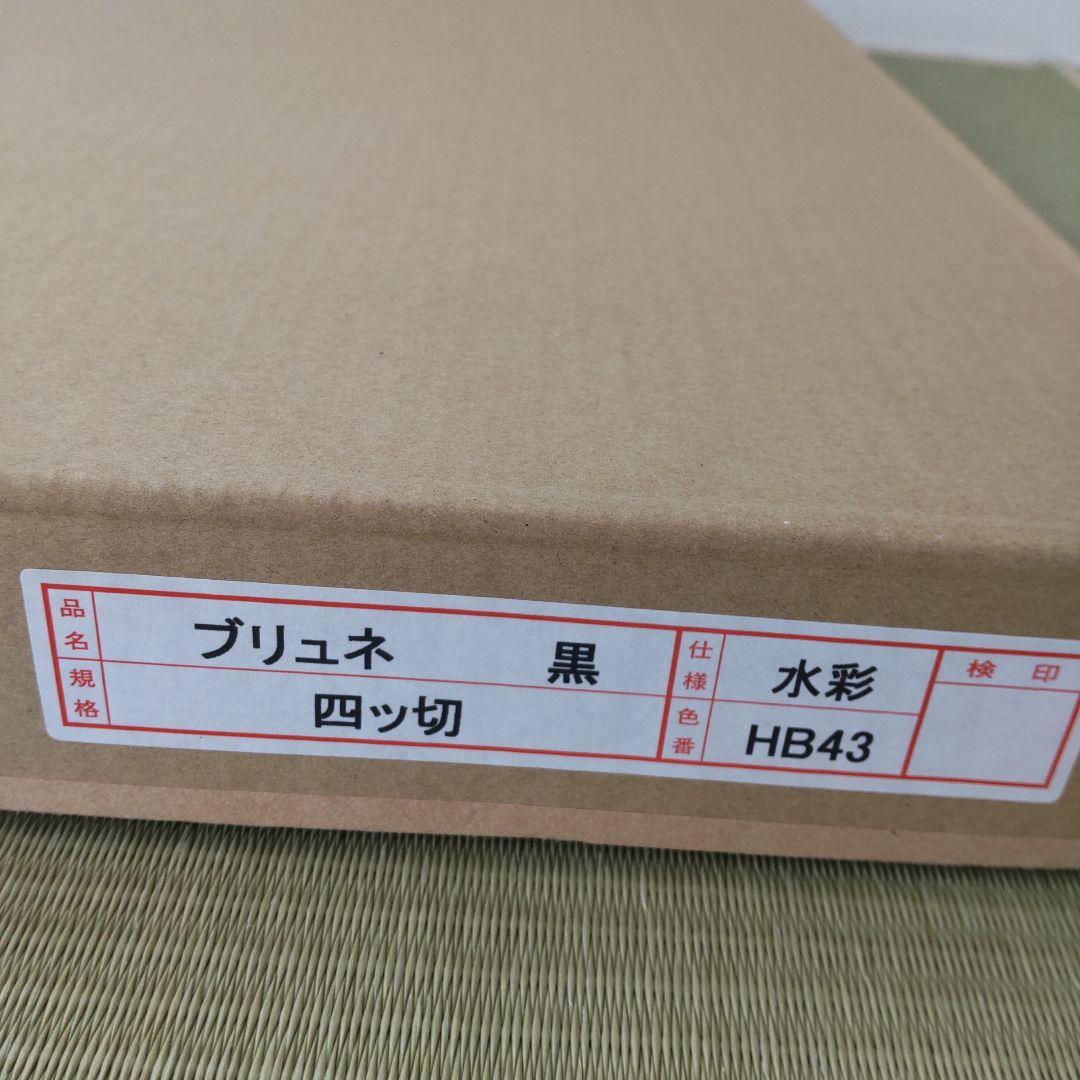 品名 ブリュネ 黒
規格 四ッ切
仕様 水彩
色番 HB43
検印